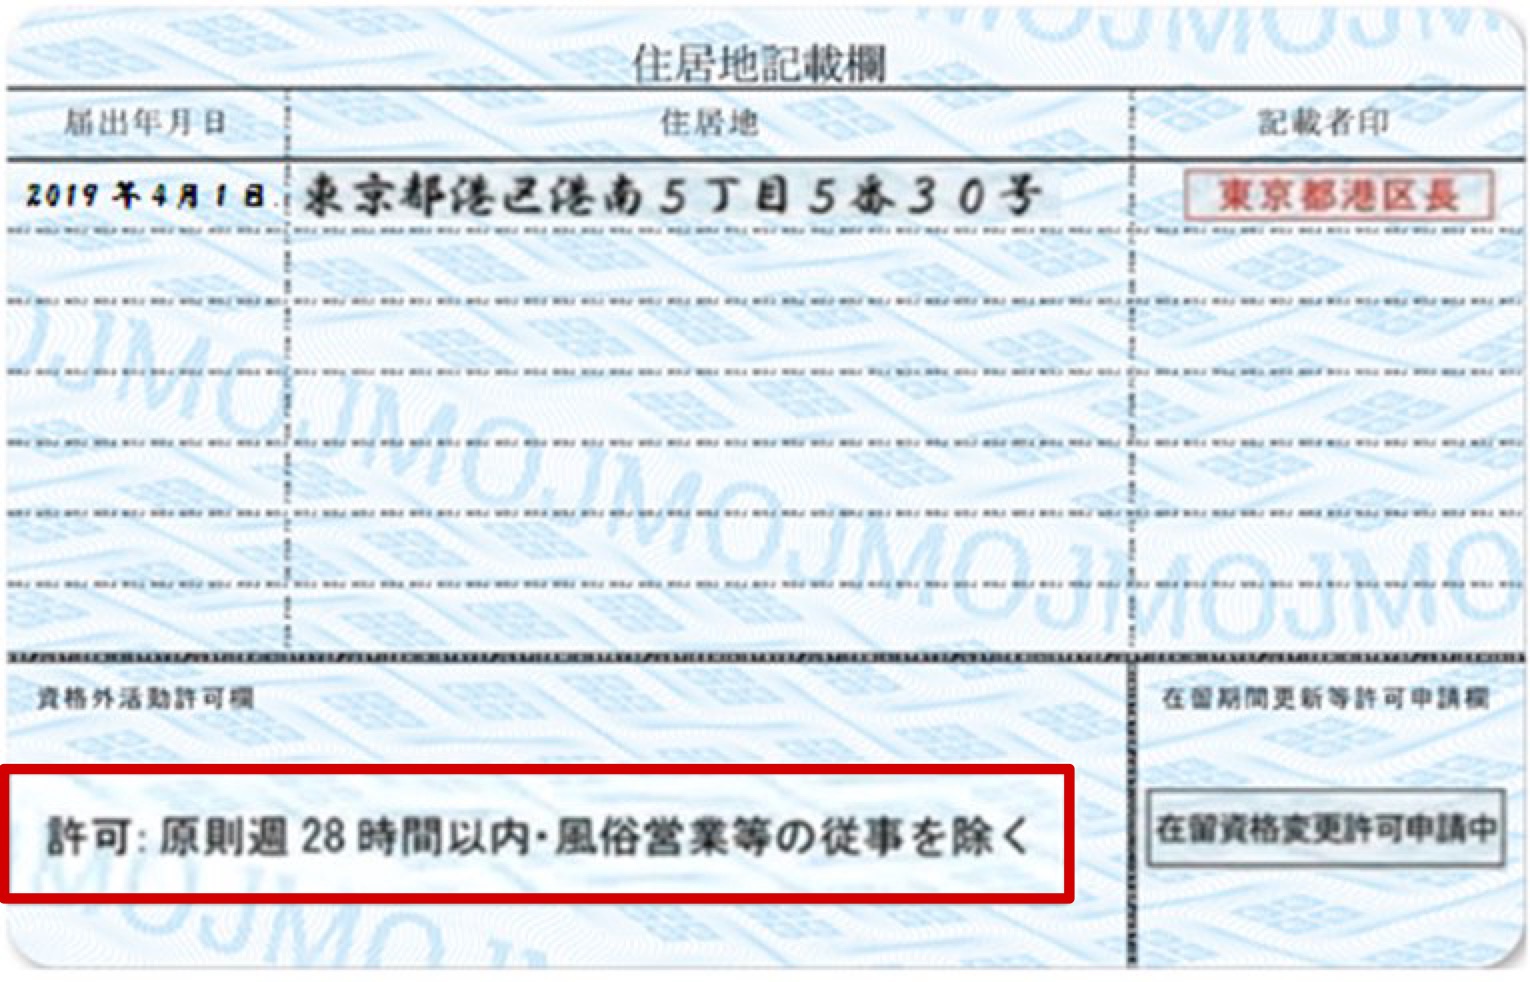 住居地記載欄
届出年月日 住居地 記載者印
2019年4月1日 東京都港区港南5丁目5番30号 東京都港区長
資格外活動許可欄 在留期間更新等許可申請欄
許可: 原則週28時間以内・風俗営業等の従事を除く 在留資格変更許可申請中
MOJMOJMOJMOJMOJMO